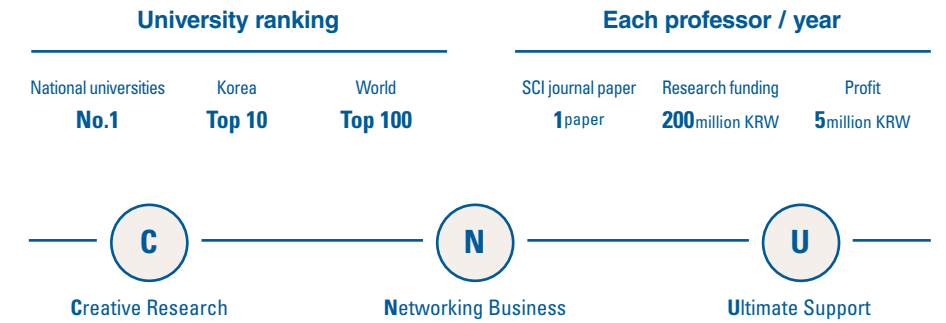 University ranking
Each professor / year
National universities
Korea
World
SCI journal paper
Research funding
Profit
No.1
Top 10
Top 100
1paper
200million KRW
5million KRW
C
N
U
Creative Research
Networking Business
Ultimate Support